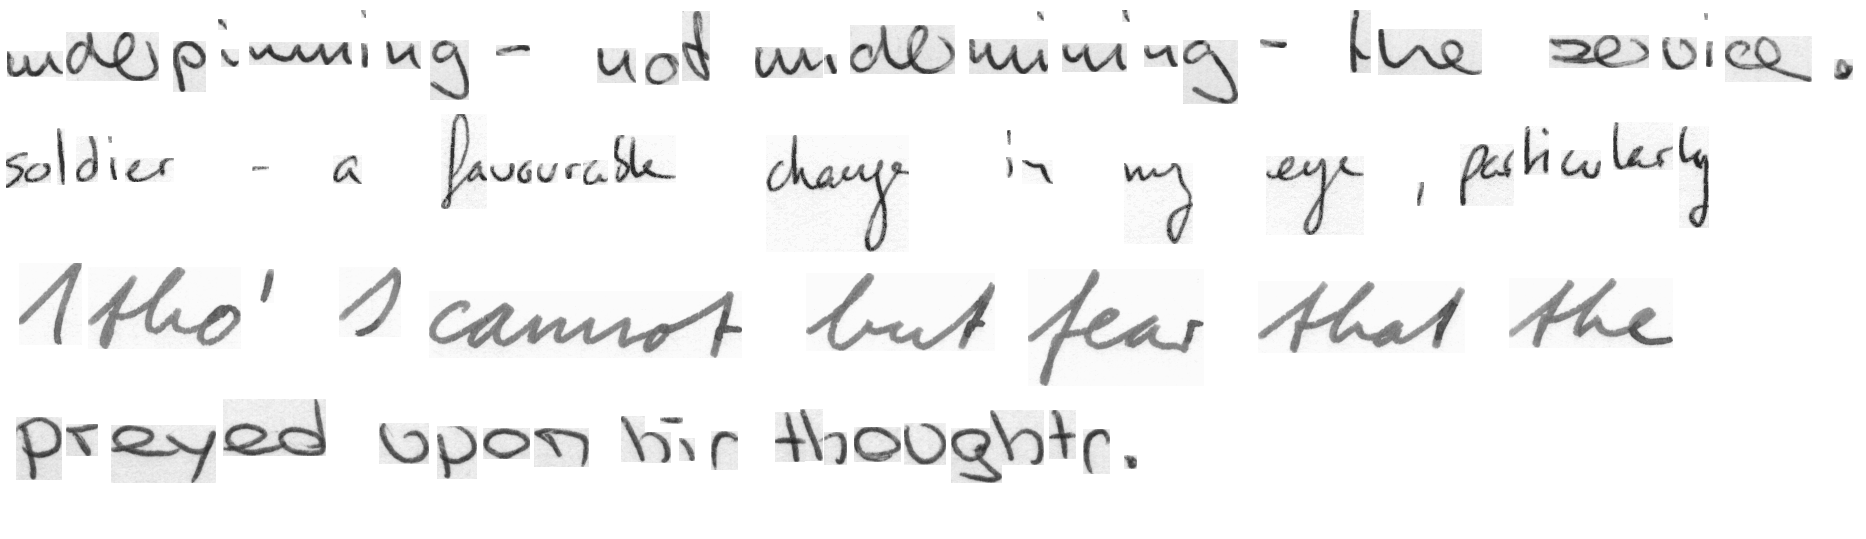 underpinning - not undermining - the service.
soldier - a favourable change in my eye, particularly
1 tho' I cannot but fear that the
preyed upon his thoughts.